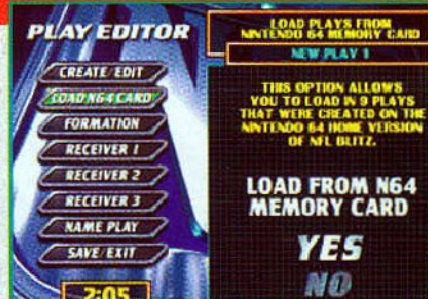 PLAY EDITOR
CREATE/EDIT
LOAD N64 CARD
FORMATION
RECEIVER 1
RECEIVER 2
RECEIVER 3
NAME PLAY
SAVE/EXIT
2:05
LOAD PLAYS FROM
NINTENDO 64 MEMORY CARD
NEW PLAY 1
THIS OPTION ALLOWS
YOU TO LOAD IN 9 PLAYS
THAT WERE CREATED ON THE
NINTENDO 64 HOME VERSION
OF NFL BLITZ.
LOAD FROM N64
MEMORY CARD
YES
NO